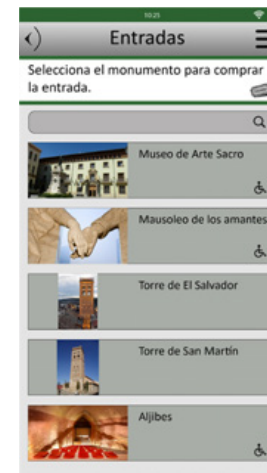 10:25
Entradas
Selecciona el monumento para comprar
la entrada.
Museo de Arte Sacro
Mausoleo de los amantes
Torre de El Salvador
Torre de San Martín
Aljibes